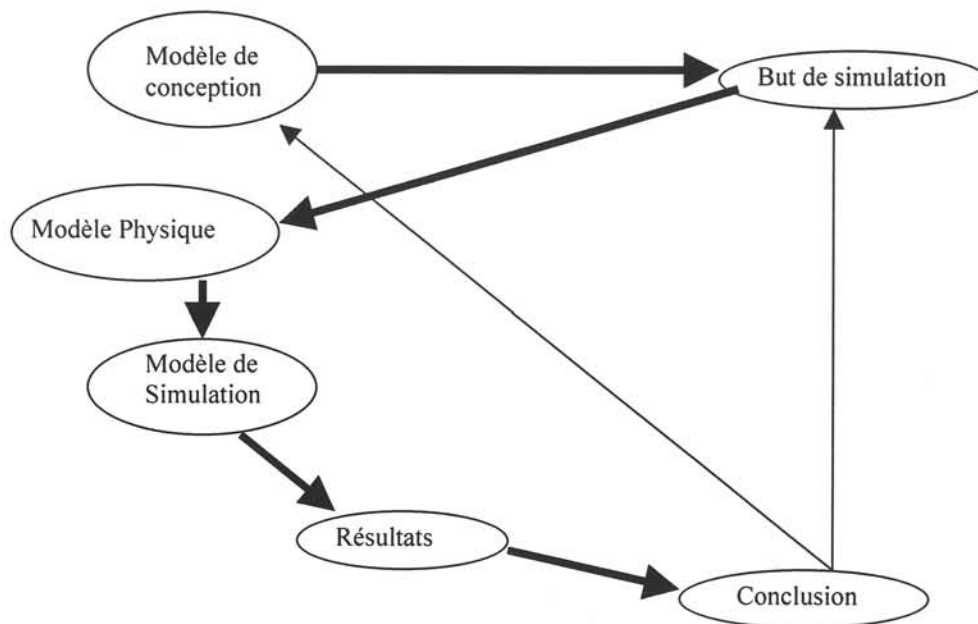 Modèle de
conception
But de simulation
Modèle Physique
Modèle de
Simulation
Résultats
Conclusion